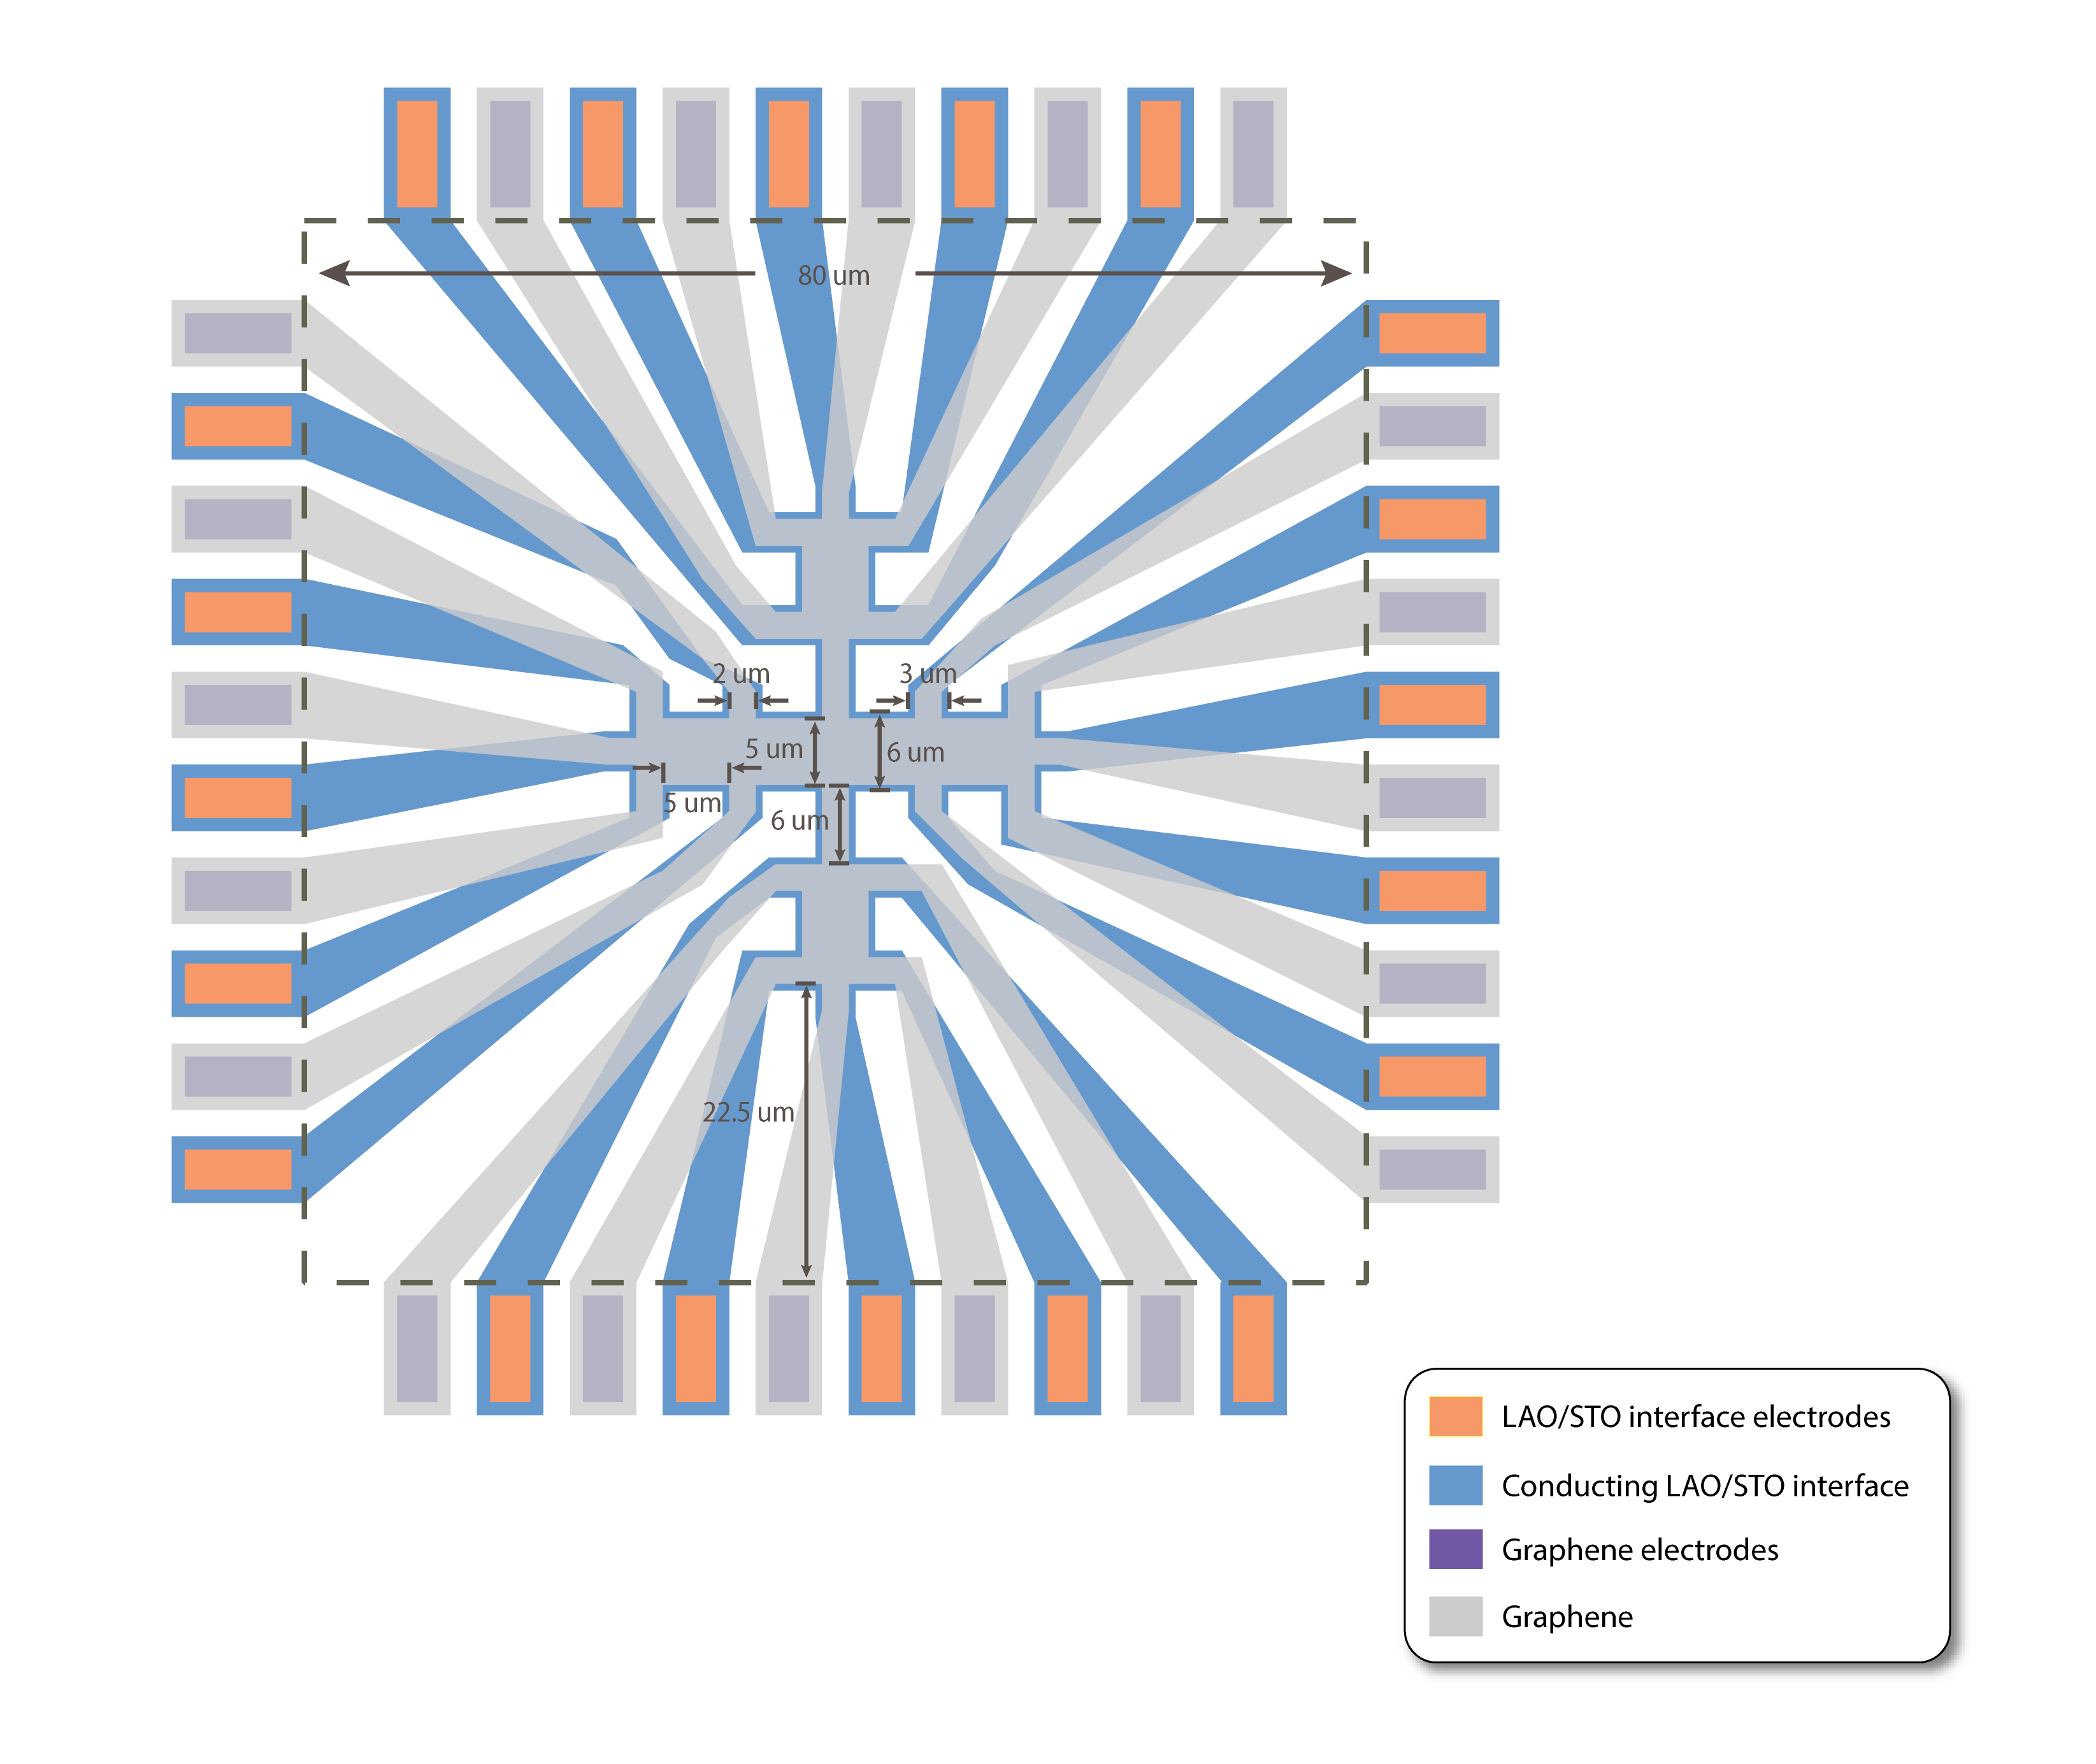 80 um
2 um
3 um
5 um
6 um
5 um
6 um
22.5 um
LAO/STO interface electrodes
Conducting LAO/STO interface
Graphene electrodes
Graphene